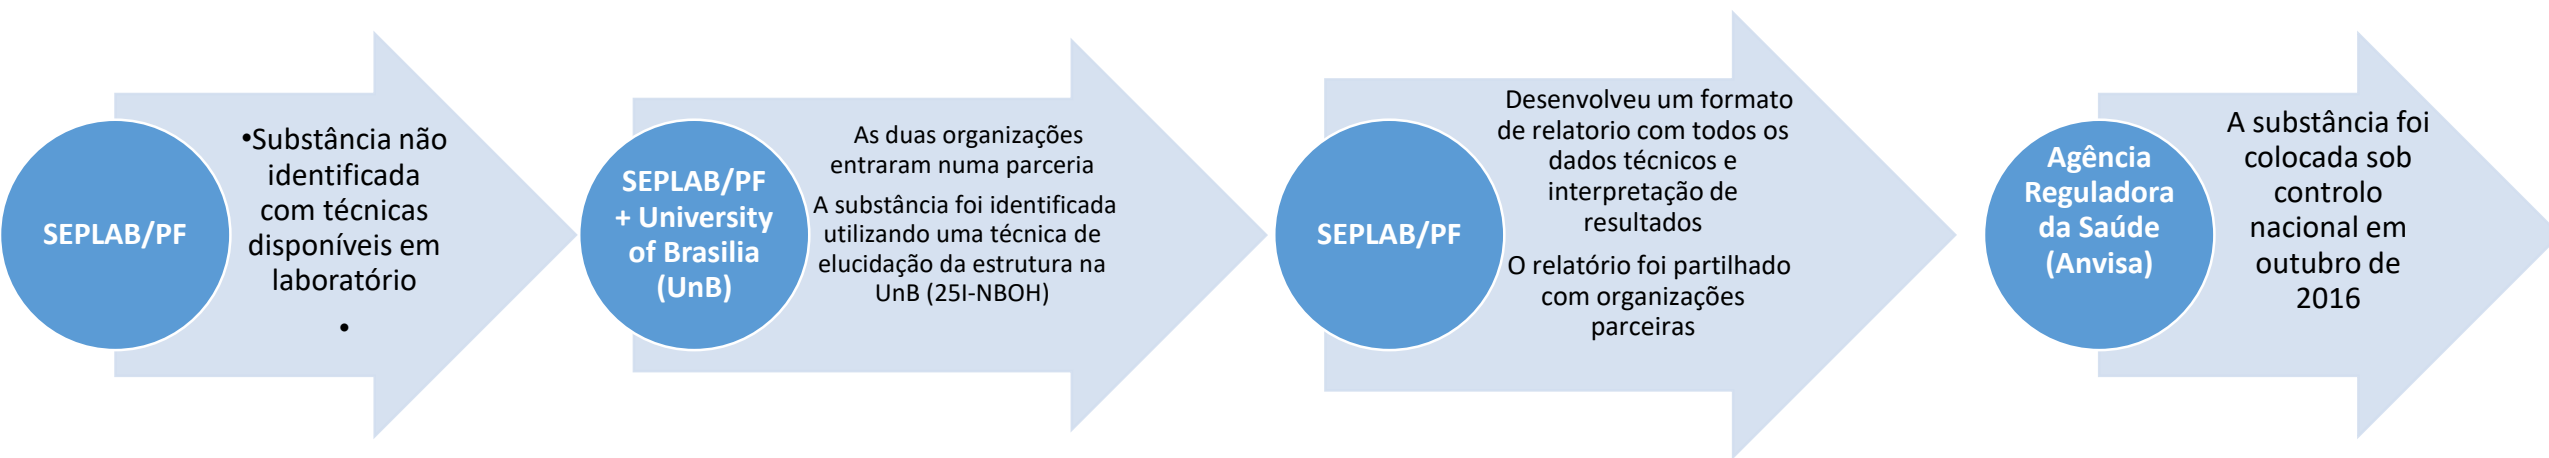 SEPLAB/PF
•Substância não
identificada
com técnicas
disponíveis em
laboratório
•
SEPLAB/PF
+ University
of Brasilia
(UnB)
As duas organizações
entraram numa parceria
A substância foi identificada
utilizando uma técnica de
elucidação da estrutura na
UnB (25I-NBOH)
SEPLAB/PF
Desenvolveu um formato
de relatorio com todos os
dados técnicos e
interpretação de
resultados
O relatório foi partilhado
com organizações
parceiras
Agência
Reguladora
da Saúde
(Anvisa)
A substância foi
colocada sob
controlo
nacional em
outubro de
2016